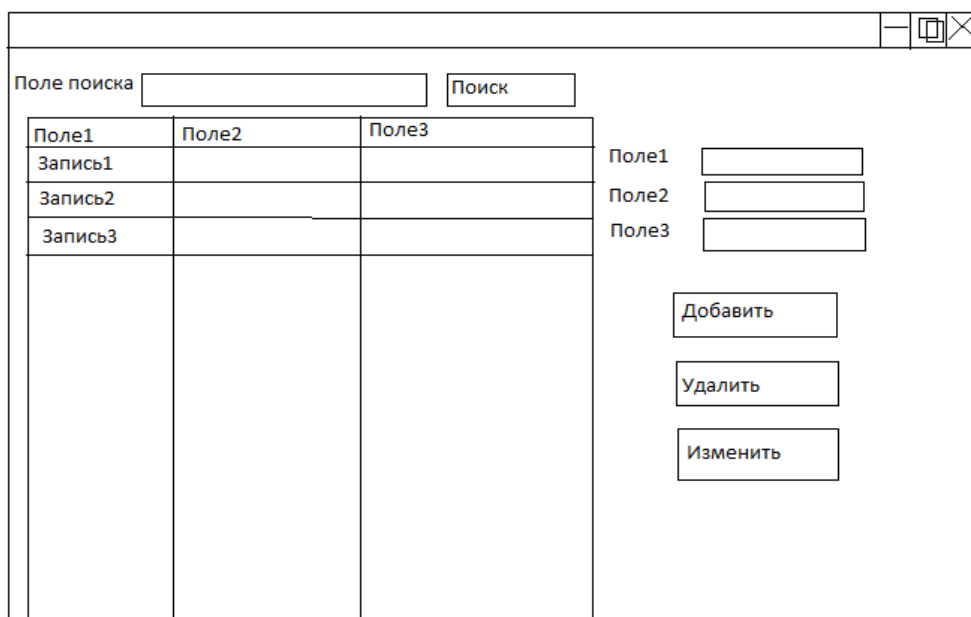 Поле поиска Поиск
Поле1 Поле2 Поле3
Запись1
Запись2
Запись3
Поле1
Поле2
Поле3
Добавить
Удалить
Изменить